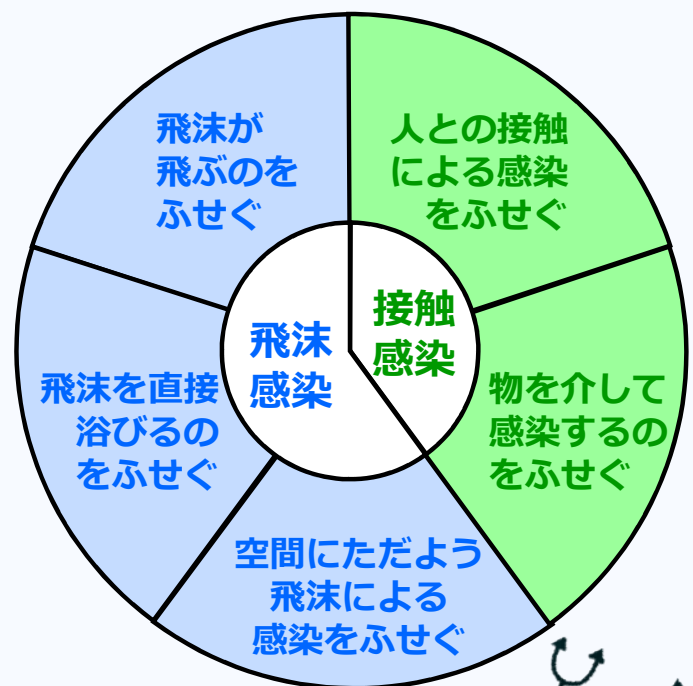 飛沫が
飛ぶのを
ふせぐ
人との接触
による感染
をふせぐ
飛沫
感染
接触
感染
飛沫を直接
浴びるの
をふせぐ
物を介して
感染するの
をふせぐ
空間にただよう
飛沫による
感染をふせぐ